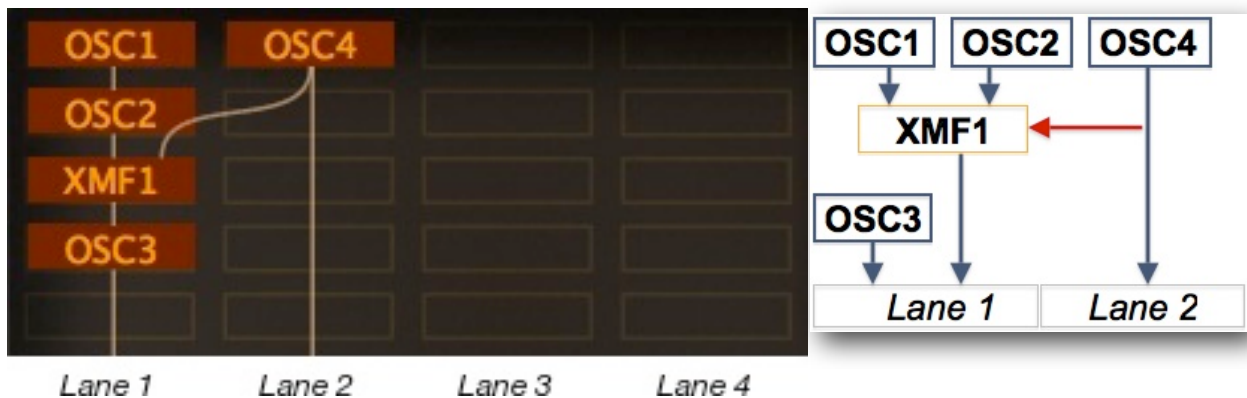 OSC1 OSC4
OSC2
XMF1
OSC3
Lane 1 Lane 2 Lane 3 Lane 4
OSC1 OSC2 OSC4
XMF1
OSC3
Lane 1 Lane 2